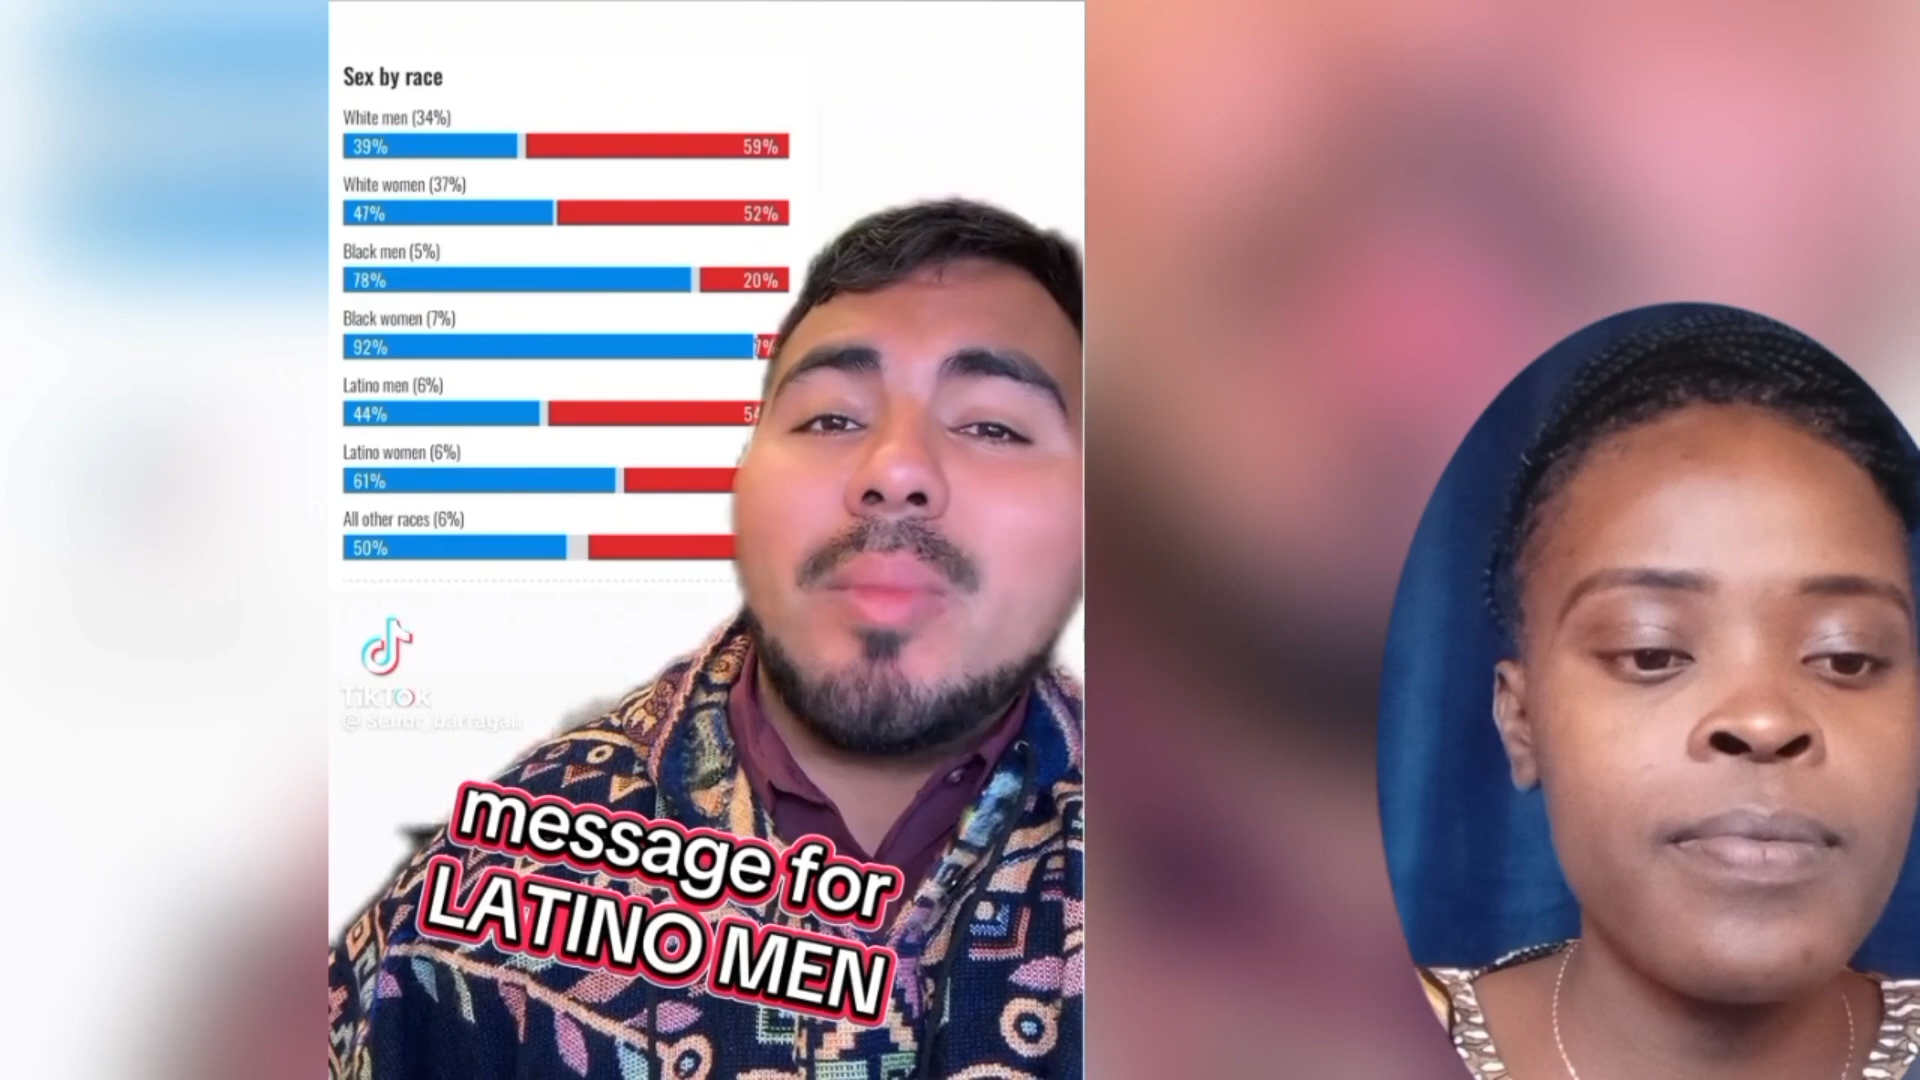 Sex by race
White men (34%)
39% 59%
White women (37%)
47% 52%
Black men (5%)
78% 20%
Black women (7%)
92% 7%
Latino men (6%)
44%
Latino women (6%)
61%
All other races (6%)
50%
TikTok
@senor_barragan
message for
LATINO MEN